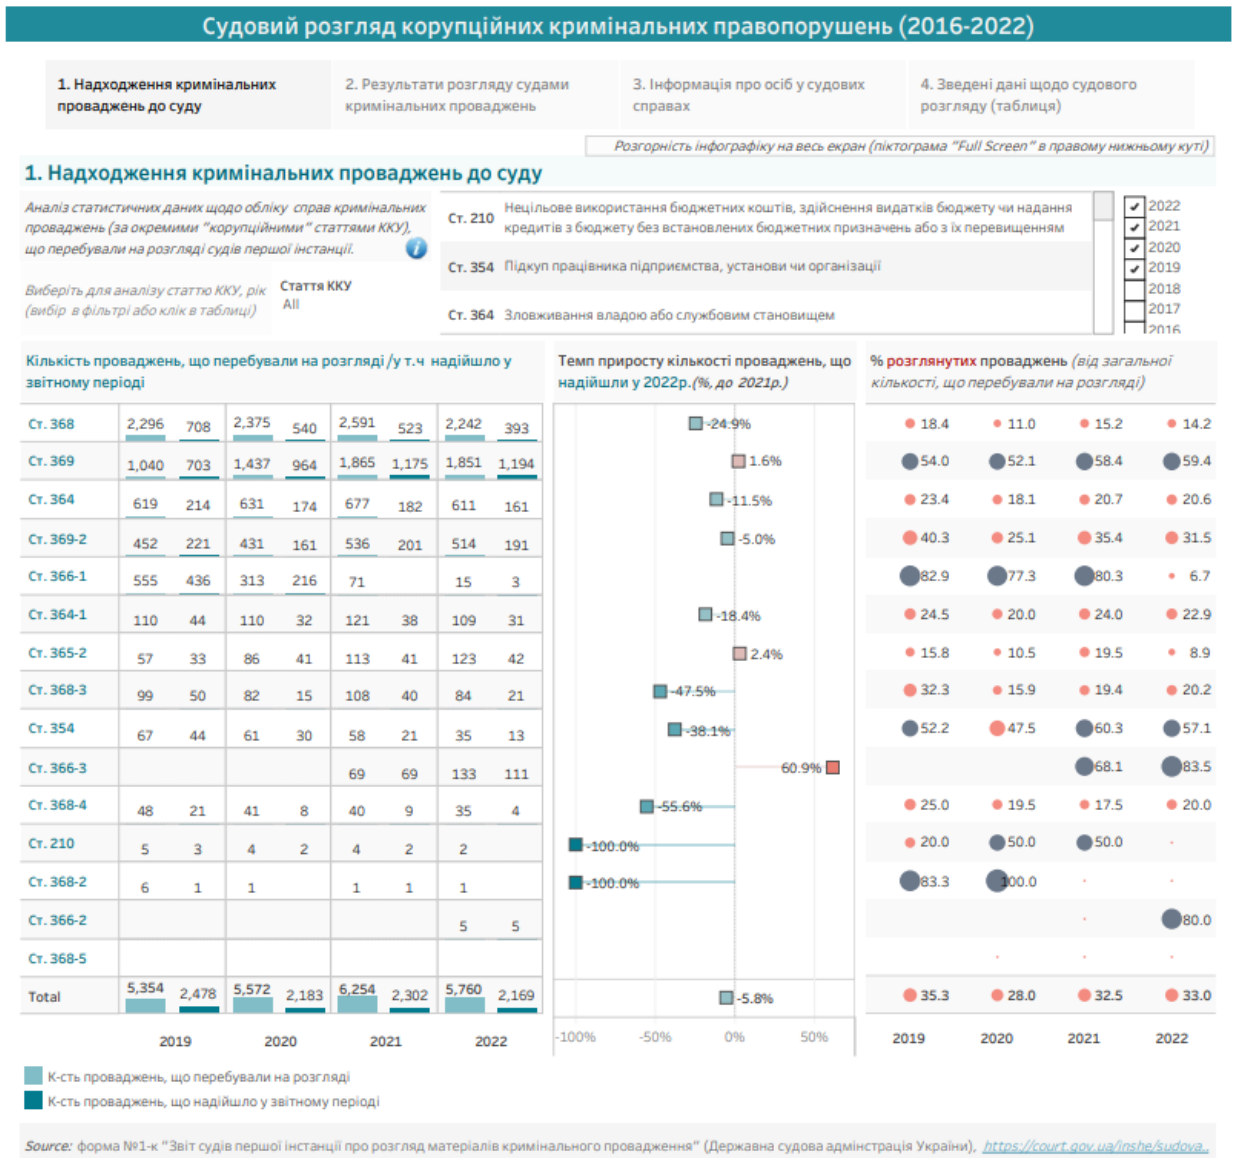 Судовий розгляд корупційних кримінальних правопорушень (2016-2022)
1. Надходження кримінальних
проваджень до суду
2. Результати розгляду судами
кримінальних проваджень
3. Інформація про осіб у судових
справах
4. Зведені дані щодо судового
розгляду (таблиця)
Розгорність інфографіку на весь екран (піктограма "Full Screen" в правому нижньому куті)
1. Надходження кримінальних проваджень до суду
Аналіз статистичних даних щодо обліку справ кримінальних
проваджень (за окремими "корупційними" статтями ККУ),
що перебували на розгляді судів першої інстанції.
Виберіть для аналізу статтю ККУ, рік
(вибір в фільтрі або клік в таблиці)
Стаття ККУ
All
Ст. 210 Нецільове використання бюджетних коштів, здійснення видатків бюджету чи надання
кредитів з бюджету без встановлених бюджетних призначень або з їх перевищенням
Ст. 354 Підкуп працівника підприємства, установи чи організації
Ст. 364 Зловживання владою або службовим становищем
2022
2021
2020
2019
2018
2017
2016
Кількість проваджень, що перебували на розгляді /у т.ч надійшло у
звітному періоді
Темп приросту кількості проваджень, що
надійшли у 2022р.(%, до 2021р.)
% розглянутих проваджень (від загальної
кількості, що перебували на розгляді)
Ст. 368 2,296 708 2,375 540 2,591 523 2,242 393 -24.9% 18.4 11.0 15.2 14.2
Ст. 369 1,040 703 1,437 964 1,865 1,175 1,851 1,194 1.6% 54.0 52.1 58.4 59.4
Ст. 364 619 214 631 174 677 182 611 161 -11.5% 23.4 18.1 20.7 20.6
Ст. 369-2 452 221 431 161 536 201 514 191 -5.0% 40.3 25.1 35.4 31.5
Ст. 366-1 555 436 313 216 71 15 3 82.9 77.3 80.3 6.7
Ст. 364-1 110 44 110 32 121 38 109 31 -18.4% 24.5 20.0 24.0 22.9
Ст. 365-2 57 33 86 41 113 41 123 42 2.4% 15.8 10.5 19.5 8.9
Ст. 368-3 99 50 82 15 108 40 84 21 -47.5% 32.3 15.9 19.4 20.2
Ст. 354 67 44 61 30 58 21 35 13 -38.1% 52.2 47.5 60.3 57.1
Ст. 366-3 69 69 133 111 60.9% 68.1 83.5
Ст. 368-4 48 21 41 8 40 9 35 4 -55.6% 25.0 19.5 17.5 20.0
Ст. 210 5 3 4 2 4 2 2 -100.0% 20.0 50.0 50.0
Ст. 368-2 6 1 1 1 1 1 -100.0% 83.3 100.0
Ст. 366-2 5 5 80.0
Ст. 368-5
Total 5,354 2,478 5,572 2,183 6,254 2,302 5,760 2,169 -5.8% 35.3 28.0 32.5 33.0
2019 2020 2021 2022 -100% -50% 0% 50% 2019 2020 2021 2022
К-сть проваджень, що перебували на розгляді
К-сть проваджень, що надійшло у звітному періоді
Source: форма №1-к "Звіт судів першої інстанції про розгляд матеріалів кримінального провадження" (Державна судова адміністрація України), https://court.gov.ua/inshe/sudova..